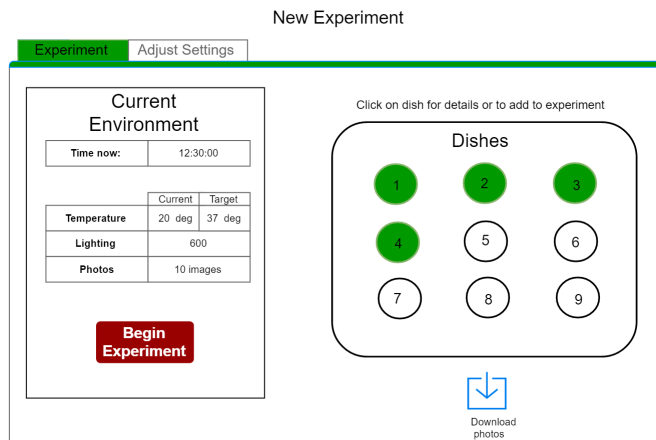 New Experiment
Experiment
Adjust Settings
Current
Environment
Time now: 12:30:00
Current Target
Temperature 20 deg 37 deg
Lighting 600
Photos 10 images
Begin
Experiment
Click on dish for details or to add to experiment
Dishes
1 2 3
4 5 6
7 8 9
Download
photos